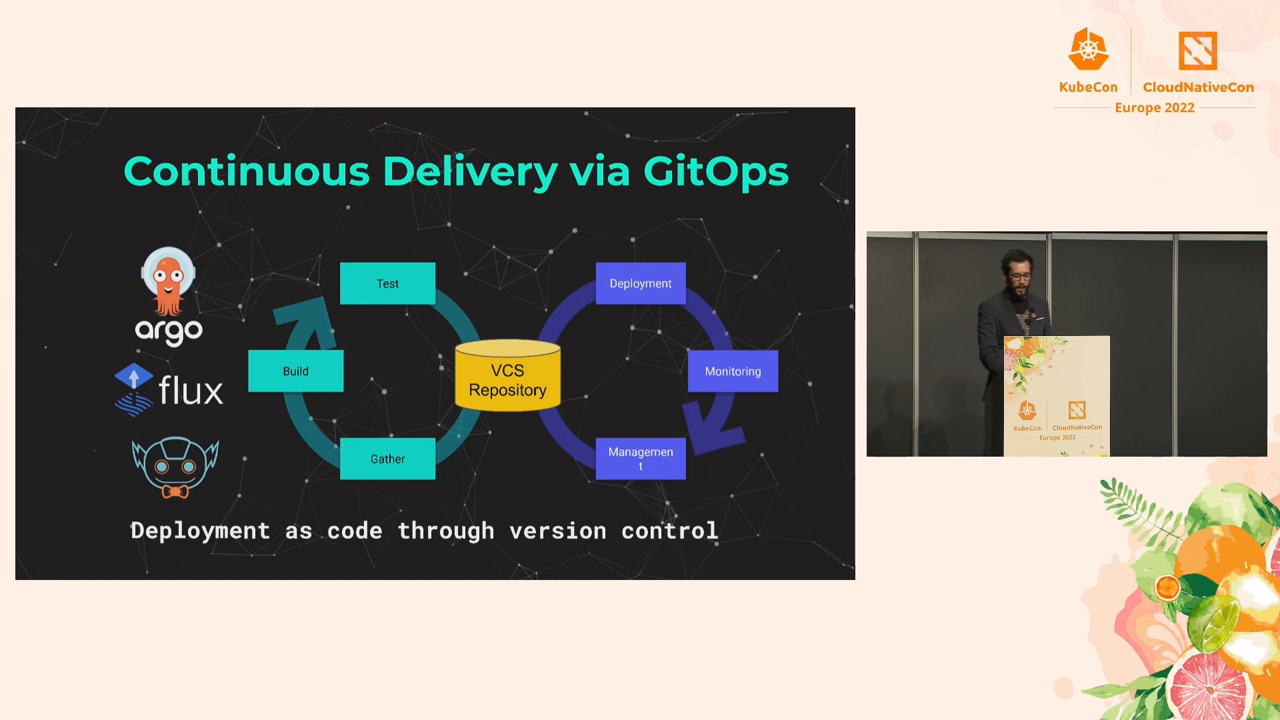 KubeCon
CloudNativeCon
Europe 2022
Continuous Delivery via GitOps
argo
flux
Test
Build
Gather
VCS
Repository
Deployment
Monitoring
Managemen
t
Deployment as code through version control
KubeCon
CloudNativeCon
Europe 2022